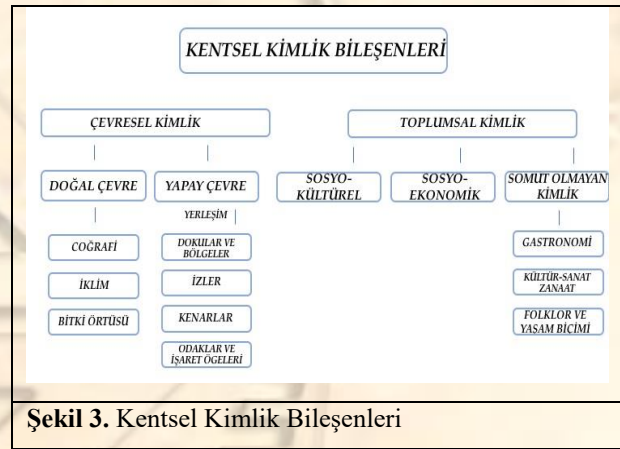 KENTSEL KİMLİK BİLEŞENLERİ
ÇEVRESEL KİMLİK
TOPLUMSAL KİMLİK
DOĞAL ÇEVRE
YAPAY ÇEVRE
SOSYO-
KÜLTÜREL
SOSYO-
EKONOMİK
SOMUT OLMAYAN
KİMLİK
YERLEŞİM
COĞRAFİ
İKLİM
BİTKİ ÖRTÜSÜ
DOKULAR VE
BÖLGELER
İZLER
KENARLAR
ODAKLAR VE
İŞARET ÖGELERİ
GASTRONOMİ
KÜLTÜR-SANAT
ZANAAT
FOLKLOR VE
YAŞAM BİÇİMİ
Şekil 3. Kentsel Kimlik Bileşenleri